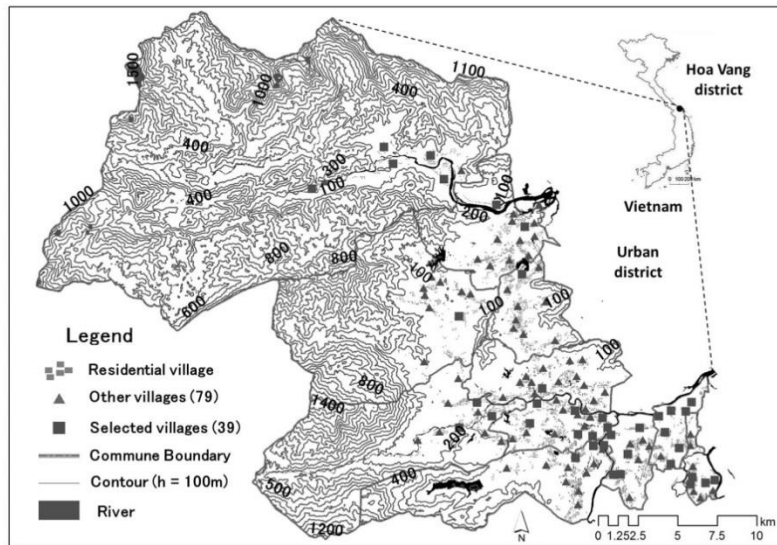 1100
1500
1000
400
Hoa Vang
district
400
300
100
1000
400
100
200
Vietnam
800
800
100
Urban
district
800
100
100
Legend
100
Residential village
800
Other villages (79)
1400
Selected villages (39)
200
Commune Boundary
400
Contour (h = 100m)
500
River
1200
N
km
0 1.252.5 5 7.5 10